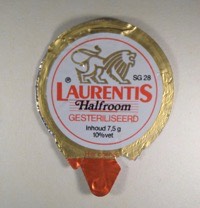 ® SG 28
LAURENTIS
Halfroom
GESTERILISEERD
Inhoud 7,5 g
10% vet